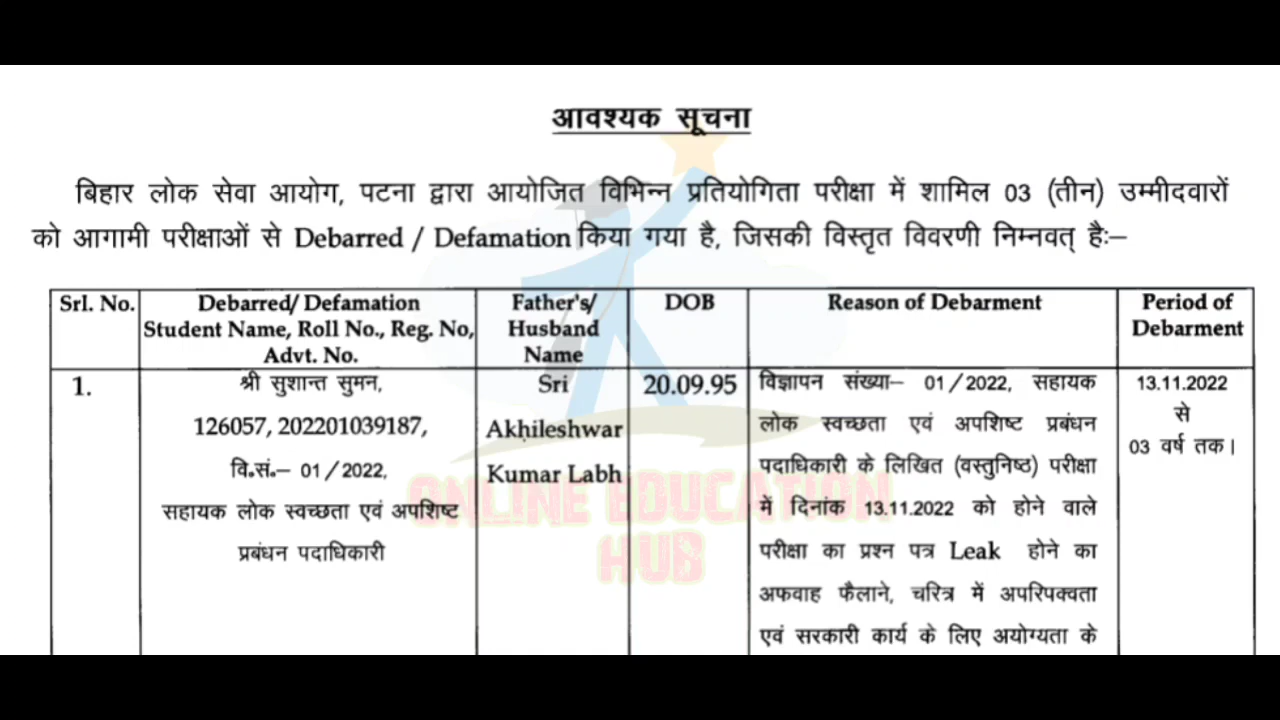 आवश्यक सूचना
बिहार लोक सेवा आयोग, पटना द्वारा आयोजित विभिन्न प्रतियोगिता परीक्षा में शामिल 03 (तीन) उम्मीदवारों
को आगामी परीक्षाओं से Debarred / Defamation किया गया है, जिसकी विस्तृत विवरणी निम्नवत् है:–
Srl. No.
Debarred/ Defamation
Student Name, Roll No., Reg. No,
Advt. No.
Father's/
Husband
Name
DOB
Reason of Debarment
Period of
Debarment
1.
श्री सुशान्त सुमन,
126057, 202201039187,
वि.सं.– 01/2022,
सहायक लोक स्वच्छता एवं अपशिष्ट
प्रबंधन पदाधिकारी
Sri
Akhileshwar
Kumar Labh
20.09.95
विज्ञापन संख्या– 01/2022, सहायक
लोक स्वच्छता एवं अपशिष्ट प्रबंधन
पदाधिकारी के लिखित (वस्तुनिष्ठ) परीक्षा
में दिनांक 13.11.2022 को होने वाले
परीक्षा का प्रश्न पत्र Leak होने का
अफवाह फैलाने, चरित्र में अपरिपक्वता
एवं सरकारी कार्य के लिए अयोग्यता के
13.11.2022
से
03 वर्ष तक।
ONLINE EDUCATION
HUB